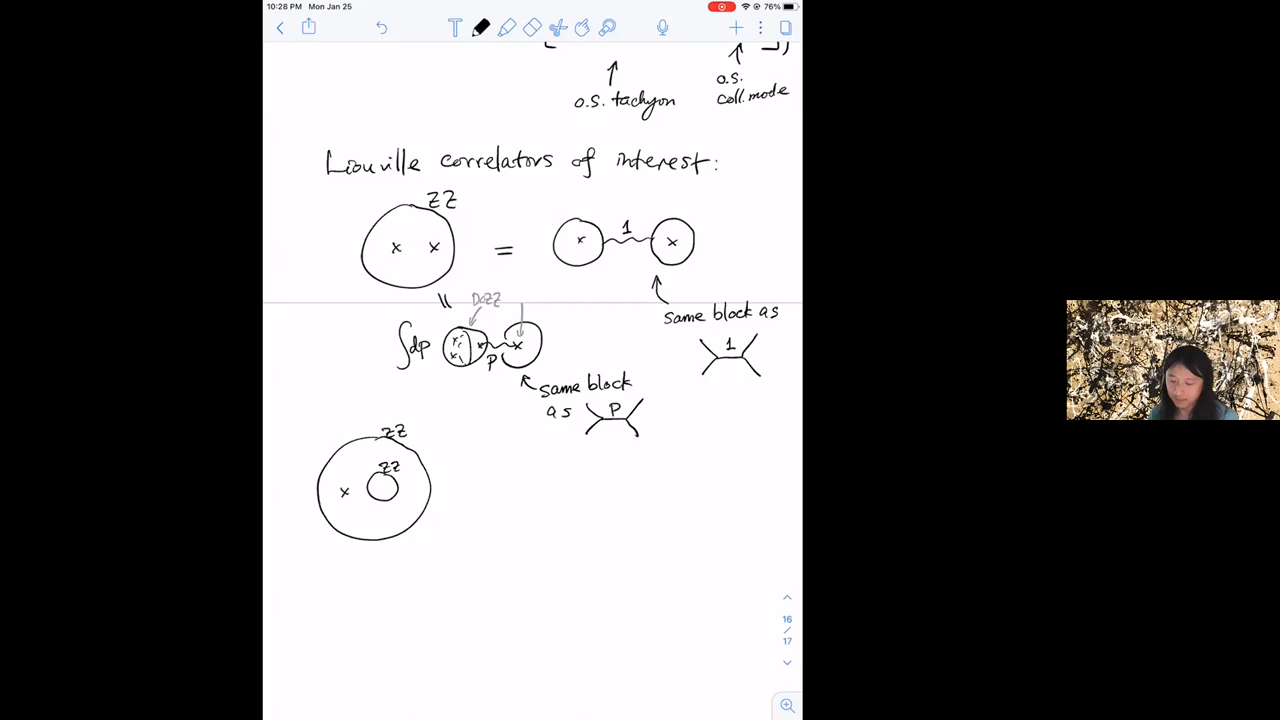 10:28 PM Mon Jan 25
76%
T
o.s. tachyon
o.s.
coll. mode
Liouville correlators of interest:
ZZ
x x = x 1 x
" DOZZ
∫dp x x x P x
same block as
1
same block
as P
ZZ
ZZ
x
16
/
17